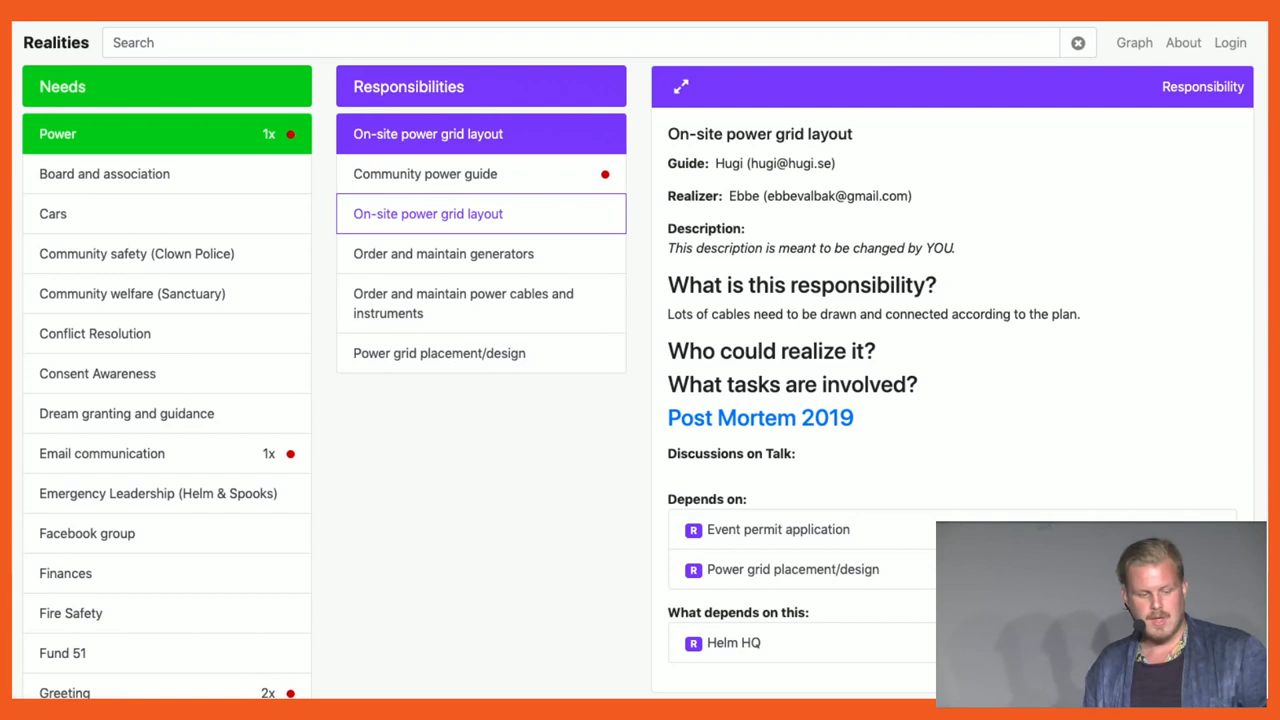 Realities
Search
Graph
About
Login
Needs
Power 1x
Board and association
Cars
Community safety (Clown Police)
Community welfare (Sanctuary)
Conflict Resolution
Consent Awareness
Dream granting and guidance
Email communication 1x
Emergency Leadership (Helm & Spooks)
Facebook group
Finances
Fire Safety
Fund 51
Greeting 2x
Responsibilities
On-site power grid layout
Community power guide
On-site power grid layout
Order and maintain generators
Order and maintain power cables and
instruments
Power grid placement/design
Responsibility
On-site power grid layout
Guide: Hugi (hugi@hugi.se)
Realizer: Ebbe (ebbevalbak@gmail.com)
Description:
This description is meant to be changed by YOU.
What is this responsibility?
Lots of cables need to be drawn and connected according to the plan.
Who could realize it?
What tasks are involved?
Post Mortem 2019
Discussions on Talk:
Depends on:
R Event permit application
R Power grid placement/design
What depends on this:
R Helm HQ